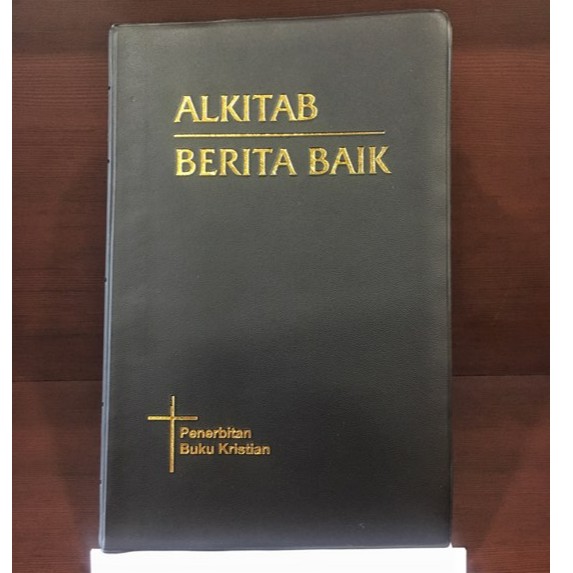 ALKITAB
BERITA BAIK
Penerbitan
Buku Kristian